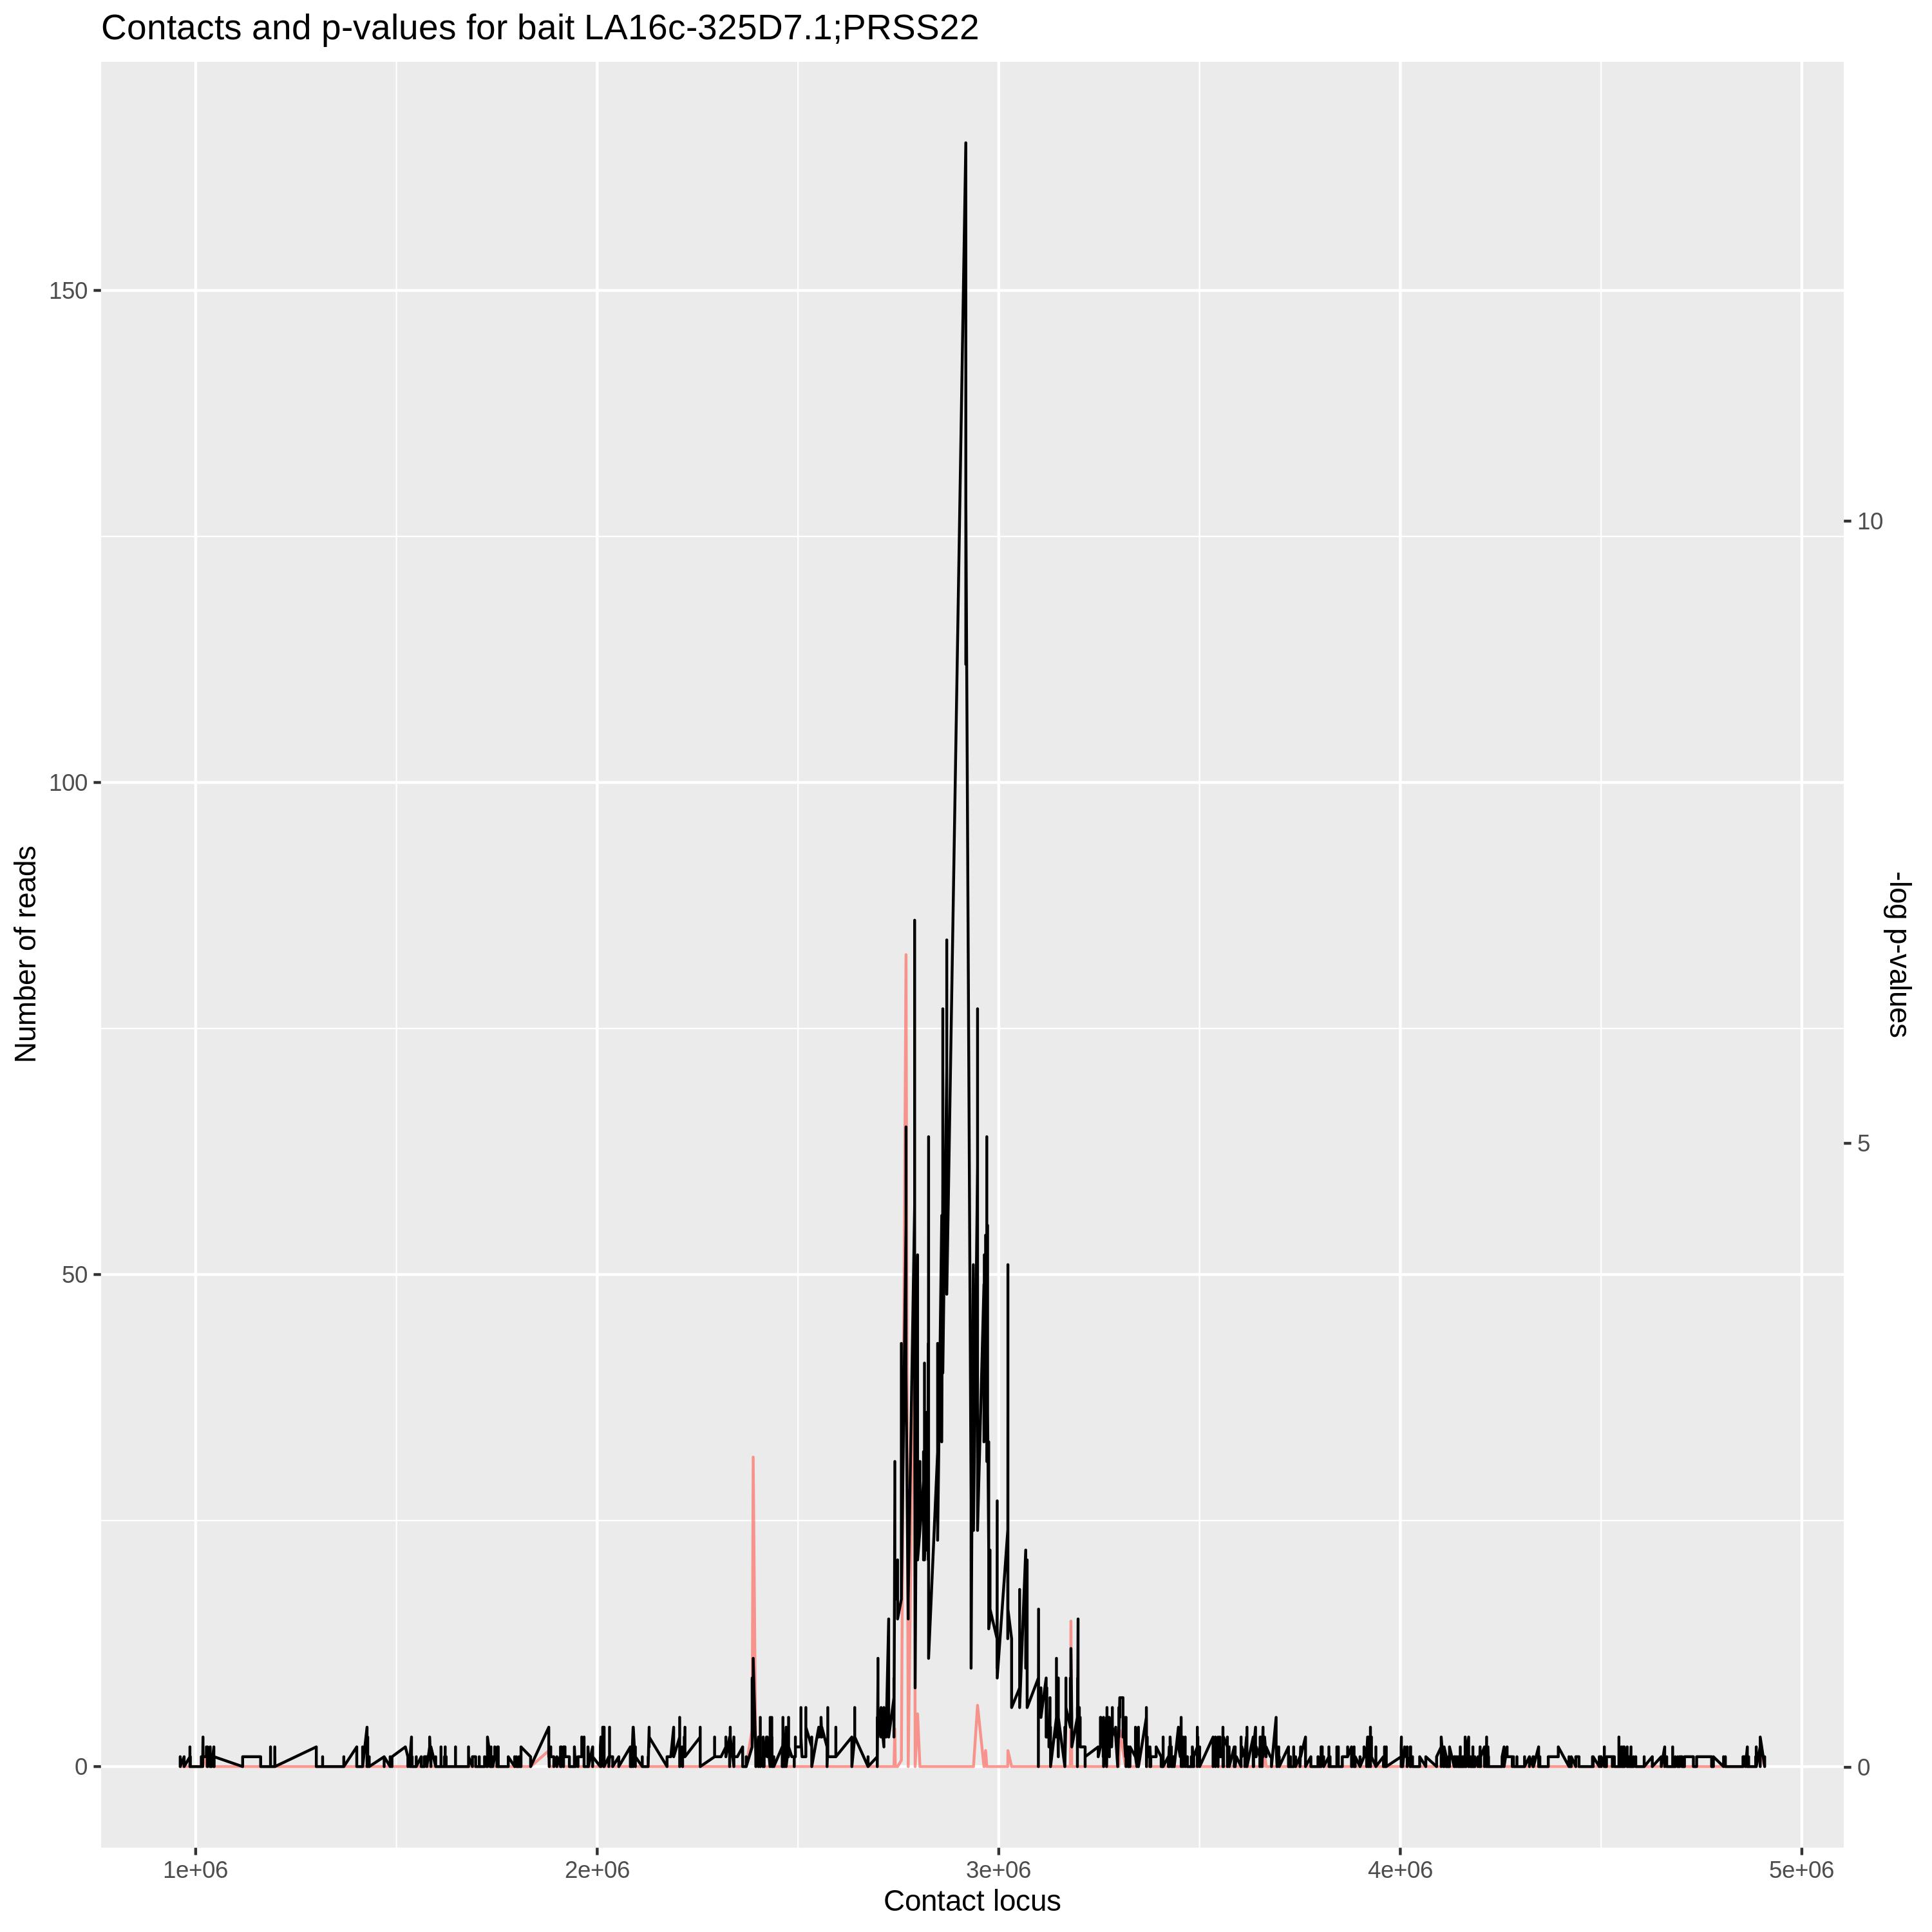 Contacts and p-values for bait LA16c-325D7.1;PRSS22
150
100
50
0
10
5
0
Number of reads
-log p-values
1e+06
2e+06
3e+06
4e+06
5e+06
Contact locus